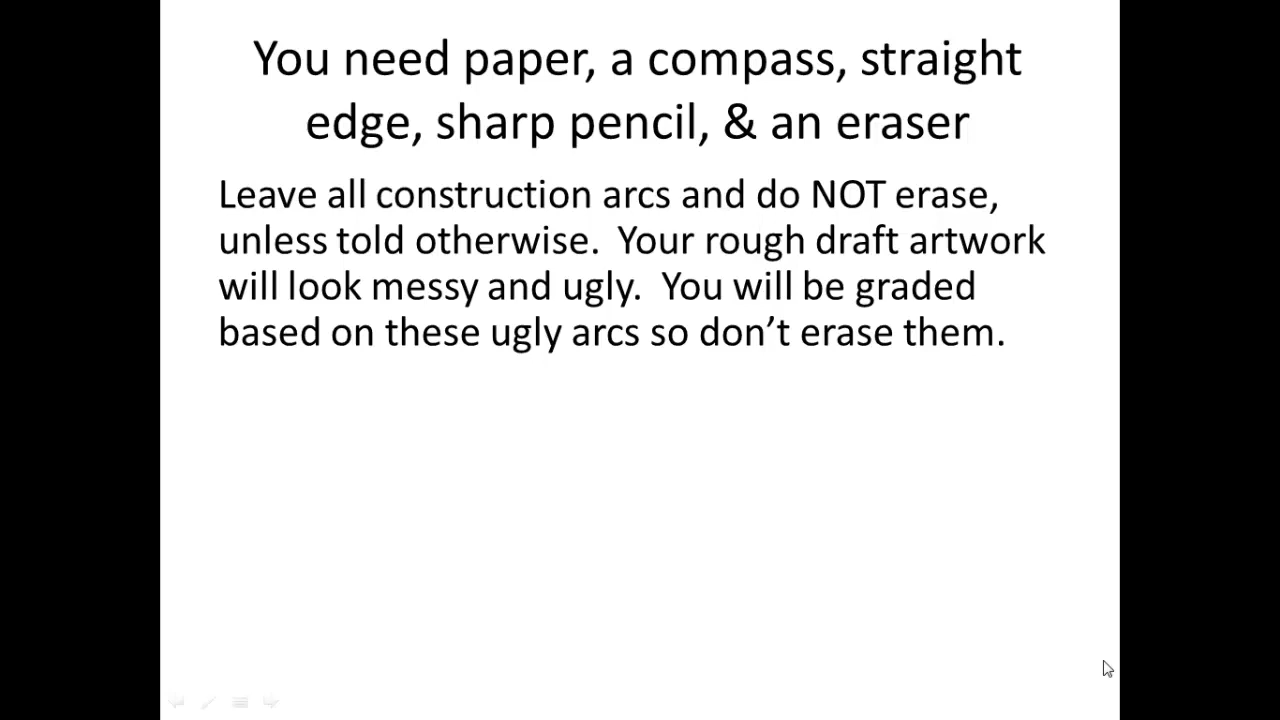 You need paper, a compass, straight
edge, sharp pencil, & an eraser
Leave all construction arcs and do NOT erase,
unless told otherwise.  Your rough draft artwork
will look messy and ugly.  You will be graded
based on these ugly arcs so don’t erase them.